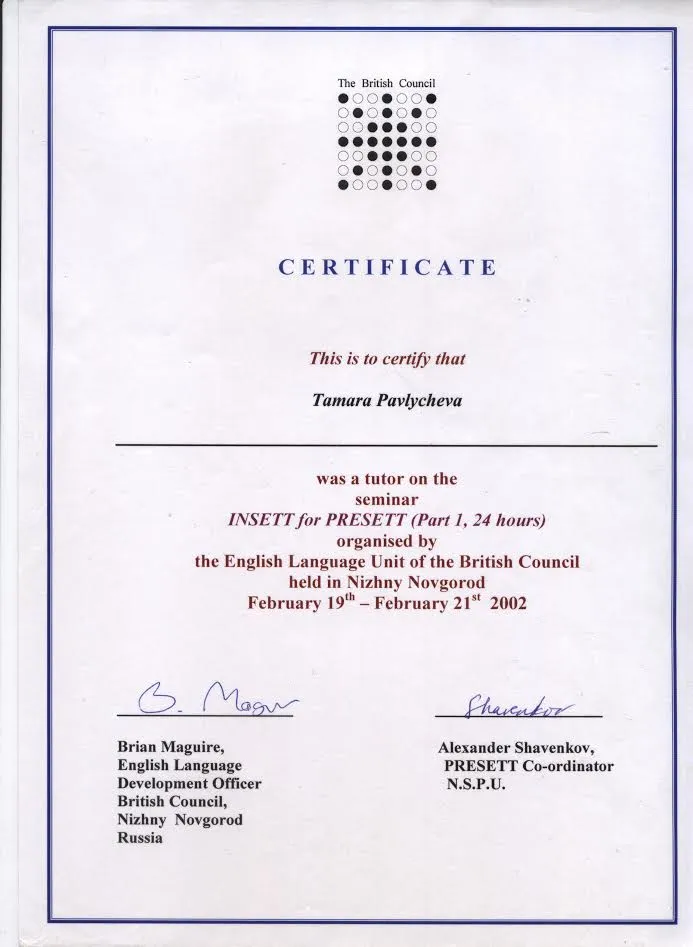 The British Council
CERTIFICATE
This is to certify that
Tamara Pavlycheva
was a tutor on the
seminar
INSETT for PRESETT (Part 1, 24 hours)
organised by
the English Language Unit of the British Council
held in Nizhny Novgorod
February 19th – February 21st 2002
B. Maguire
Shavenkov
Brian Maguire,
English Language
Development Officer
British Council,
Nizhny Novgorod
Russia
Alexander Shavenkov,
PRESETT Co-ordinator
N.S.P.U.